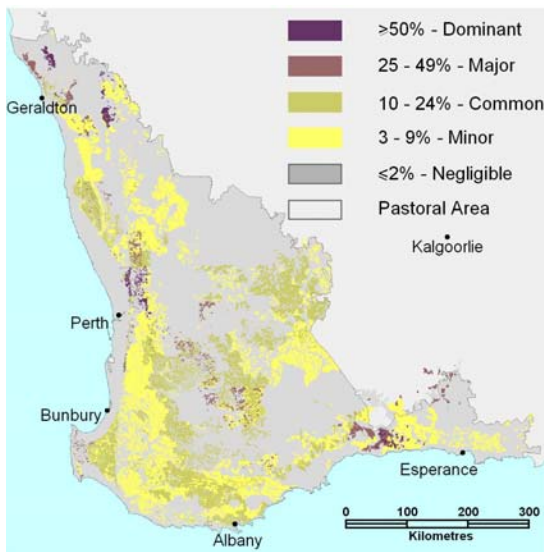 ≥50% - Dominant
25 - 49% - Major
10 - 24% - Common
3 - 9% - Minor
≤2% - Negligible
Pastoral Area
Geraldton
Kalgoorlie
Perth
Bunbury
Esperance
Albany
0 100 200 300
Kilometres